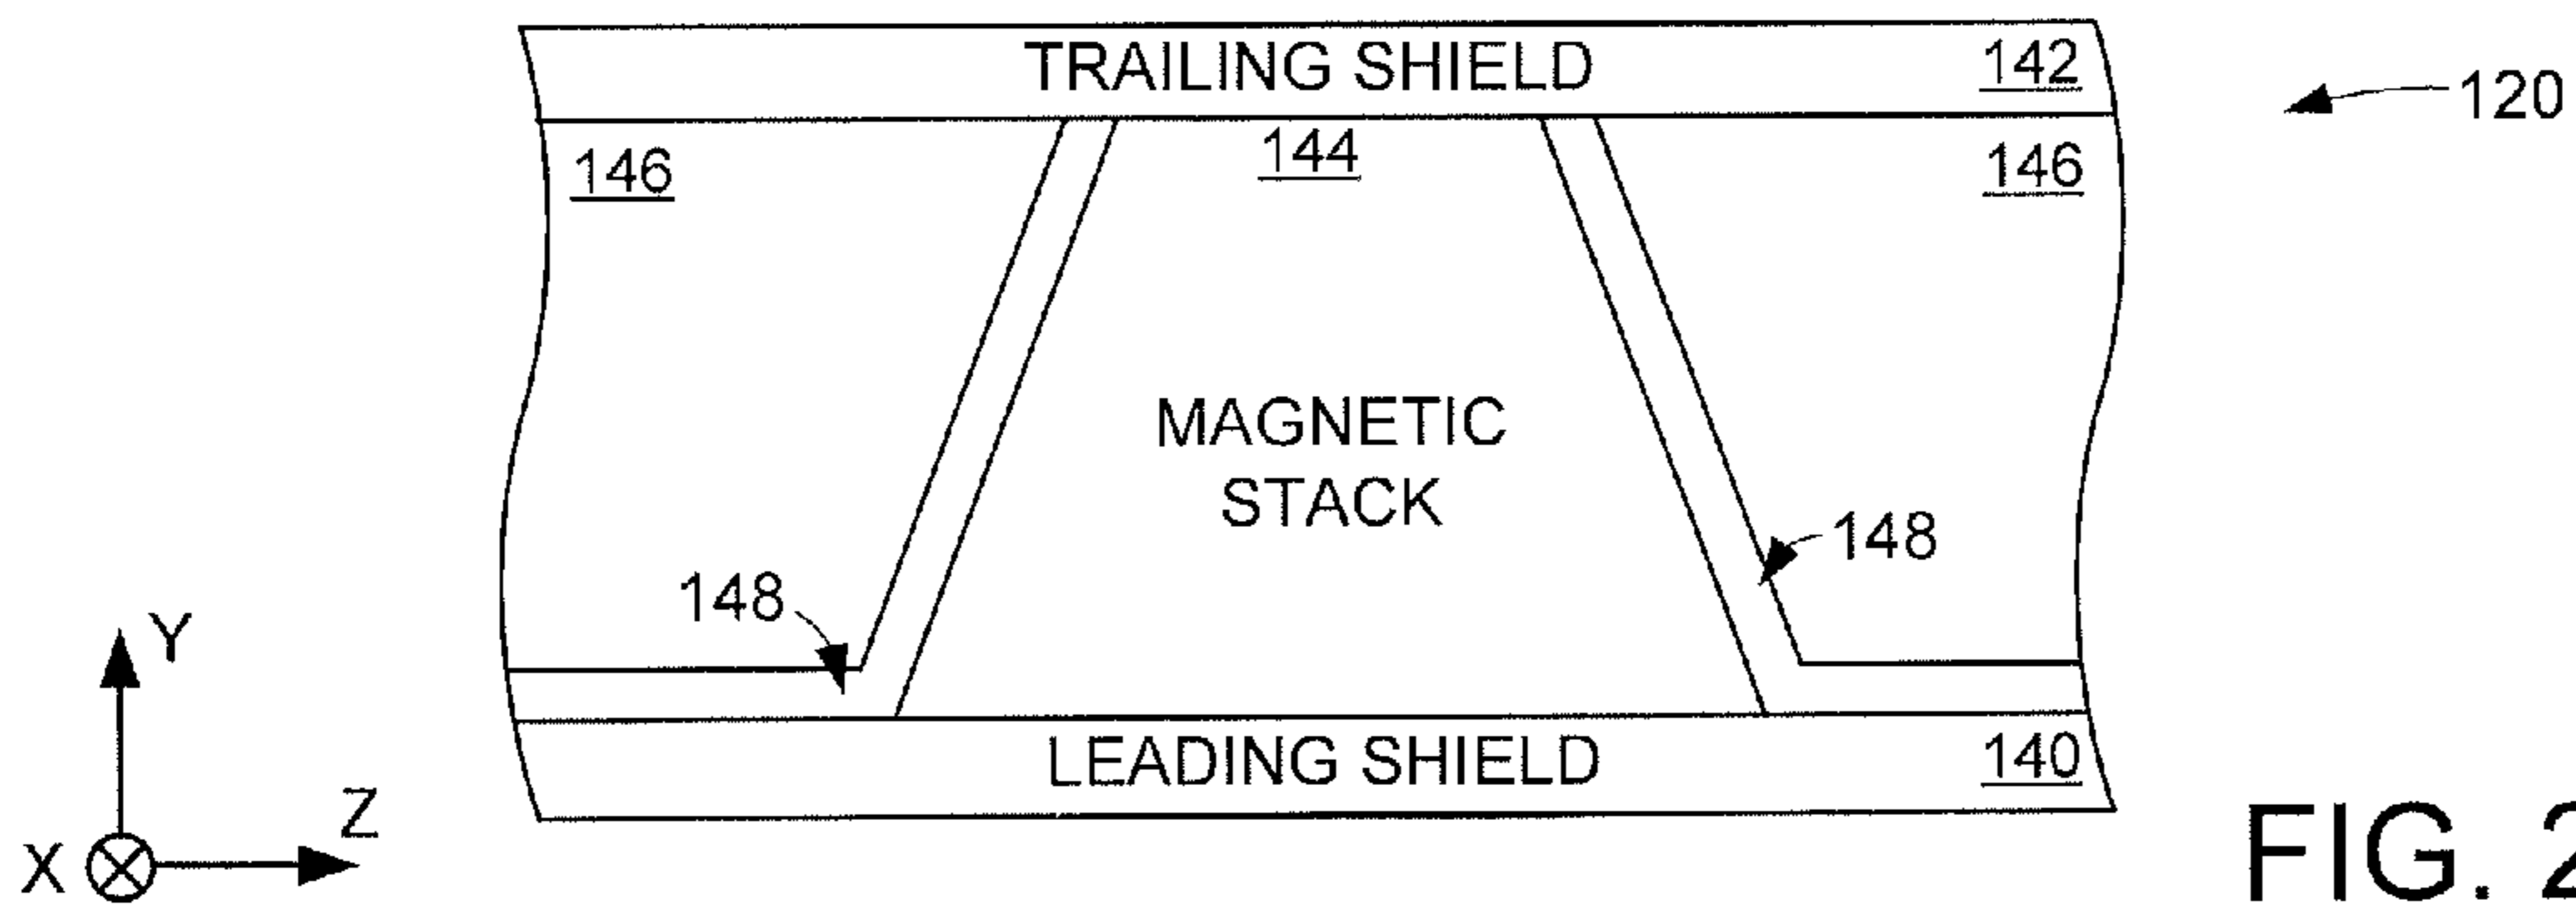 TRAILING SHIELD 142
120
146 144 146
MAGNETIC
STACK
148 148
Y
LEADING SHIELD 140
Z
X
FIG. 2